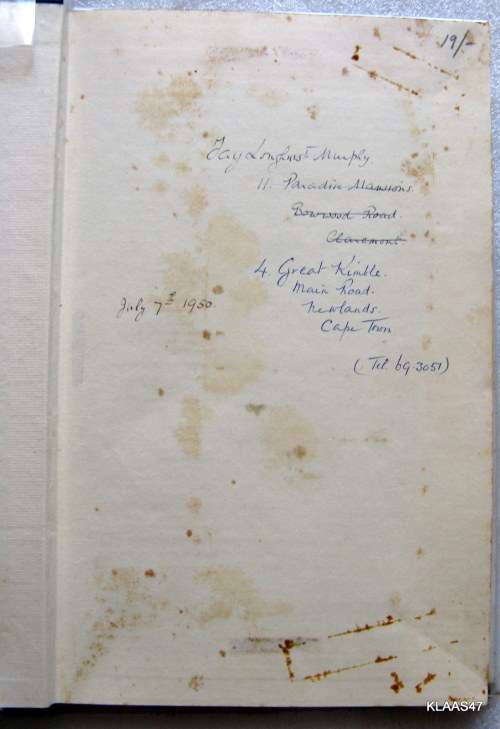 19/-
Fay Longhurst Murphy
11. Paradise Mansions
Bowwood Road
Claremont
4. Great Kimble.
Main Road.
Newlands.
Cape Town
July 7th 1950
(Tel. 69.3051)
KLAAS47